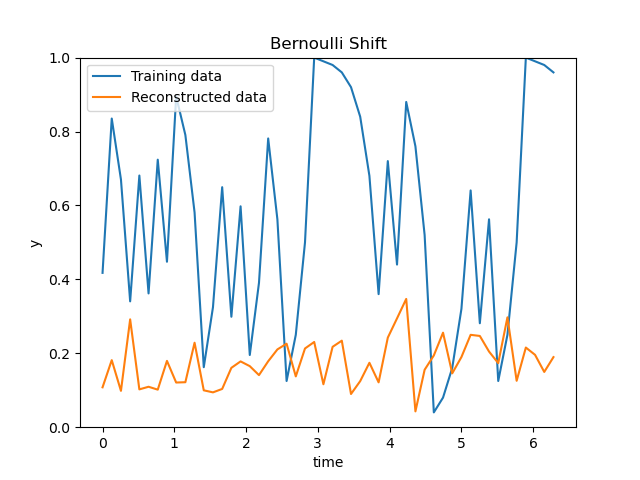 Bernoulli Shift
Training data
Reconstructed data
1.0
0.8
0.6
0.4
0.2
0.0
y
0 1 2 3 4 5 6
time